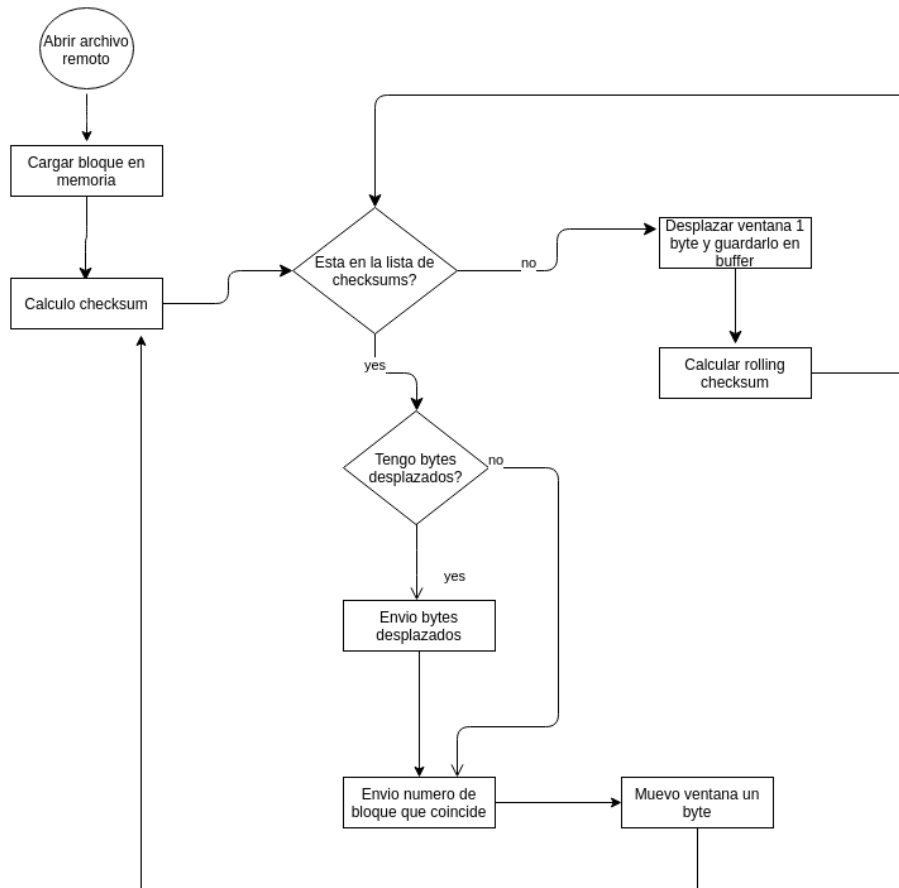 Abrir archivo
remoto
Cargar bloque en
memoria
Calculo checksum
Esta en la lista de
checksums?
no
Desplazar ventana 1
byte y guardarlo en
buffer
Calcular rolling
checksum
yes
Tengo bytes
desplazados?
no
yes
Envio bytes
desplazados
Envio numero de
bloque que coincide
Muevo ventana un
byte